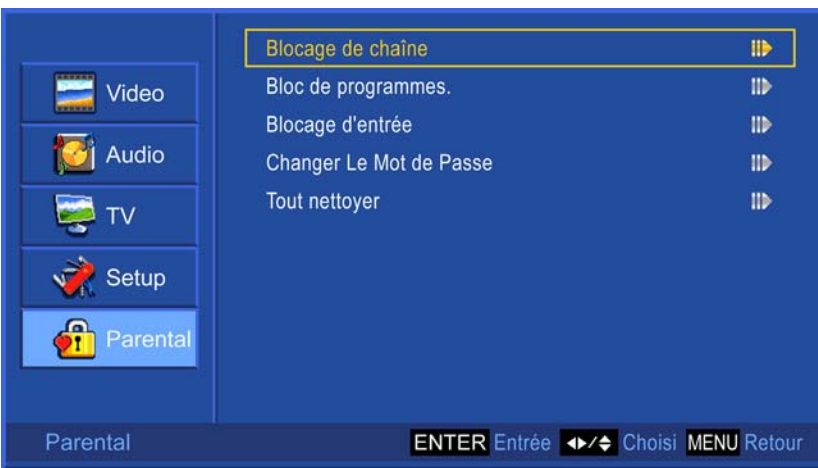 Video
Audio
TV
Setup
Parental
Blocage de chaîne
Bloc de programmes.
Blocage d'entrée
Changer Le Mot de Passe
Tout nettoyer
Parental
ENTER Entrée Choisi MENU Retour